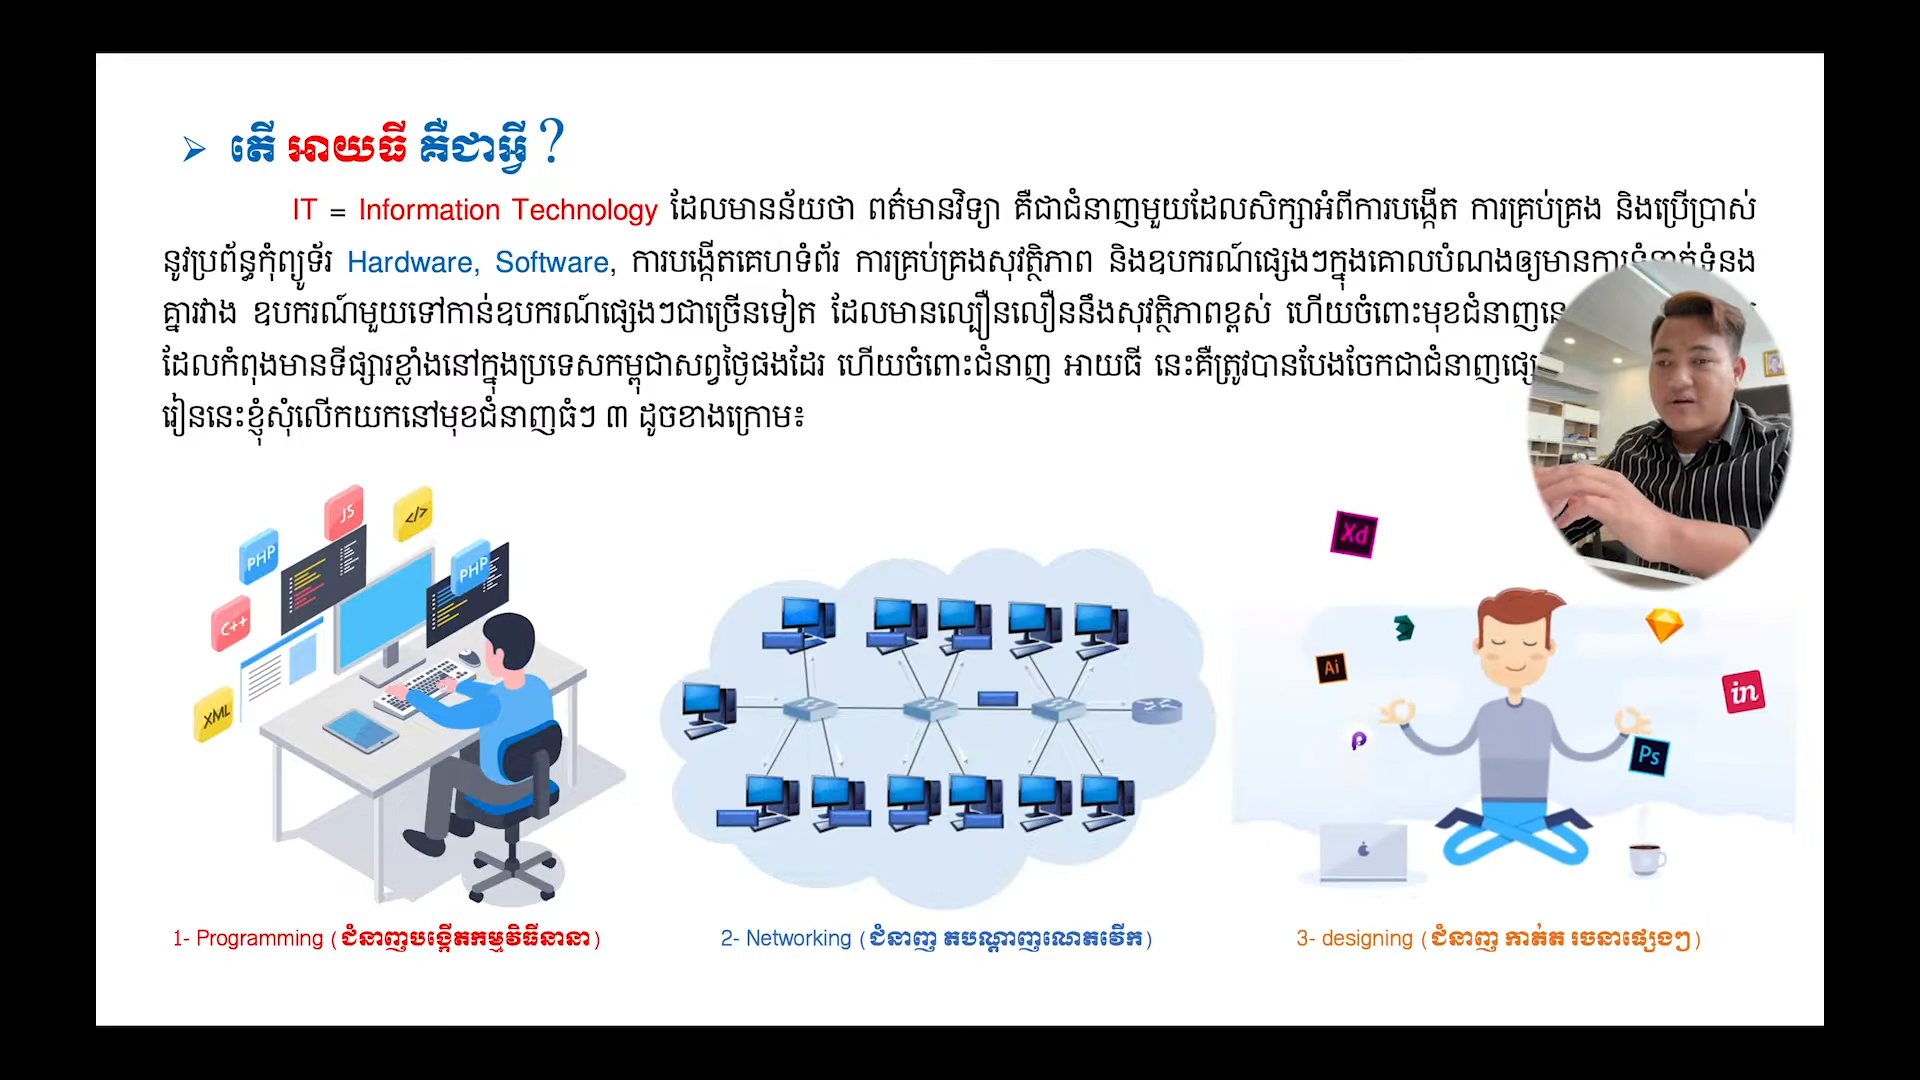 តើ អាយធី គឺជាអ្វី ?
IT = Information Technology ដែលមានន័យថា ពត៌មានវិទ្យា គឺជាជំនាញមួយដែលសិក្សាអំពីការបង្កើត ការគ្រប់គ្រង និងប្រើប្រាស់
នូវប្រព័ន្ធកុំព្យូទ័រ Hardware, Software, ការបង្កើតគេហទំព័រ ការគ្រប់គ្រងសុវត្ថិភាព និងឧបករណ៍ផ្សេងៗក្នុងគោលបំណងឲ្យមានការទំនាក់ទំនង
គ្នារវាង ឧបករណ៍មួយទៅកាន់ឧបករណ៍ផ្សេងៗជាច្រើនទៀត ដែលមានល្បឿនលឿននឹងសុវត្ថិភាពខ្ពស់ ហើយចំពោះមុខជំនាញ
ដែលកំពុងមានទីផ្សារខ្លាំងនៅក្នុងប្រទេសកម្ពុជាសព្វថ្ងៃផងដែរ ហើយចំពោះជំនាញ អាយធី នេះគឺត្រូវបានបែងចែកជាជំនាញ
រៀននេះខ្ញុំសុំលើកយកនៅមុខជំនាញធំៗ ៣ ដូចខាងក្រោម៖
JS
</>
PHP
PHP
C++
XML
Xd
Ai
in
Ps
1- Programming (ជំនាញបង្កើតកម្មវិធីនានា)
2- Networking (ជំនាញ តបណ្តាញណេតវើក)
3- designing (ជំនាញ កាត់ត រចនាផ្សេងៗ)